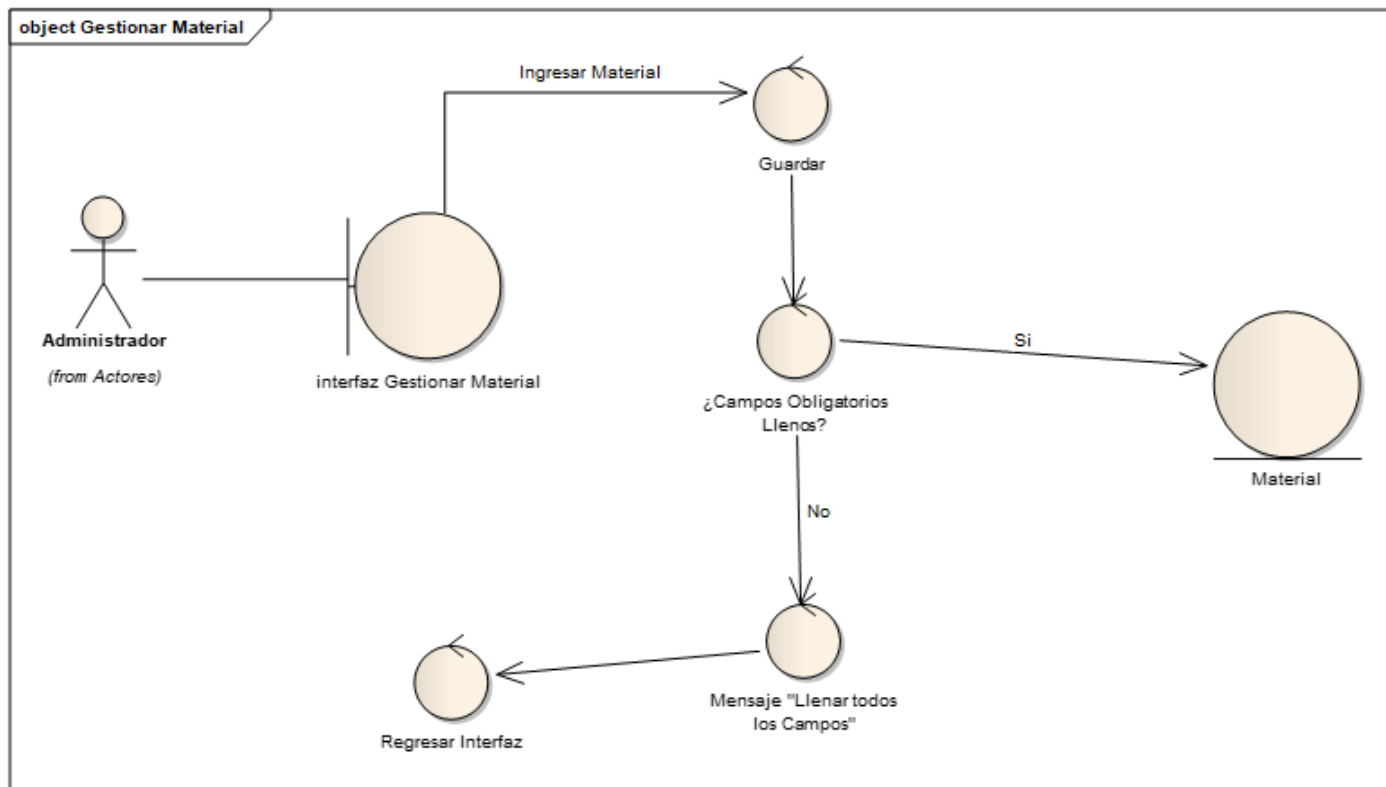 object Gestionar Material
Ingresar Material
Guardar
Administrador
(from Actores)
interfaz Gestionar Material
¿Campos Obligatorios
Llenos?
Si
Material
No
Mensaje "Llenar todos
los Campos"
Regresar Interfaz